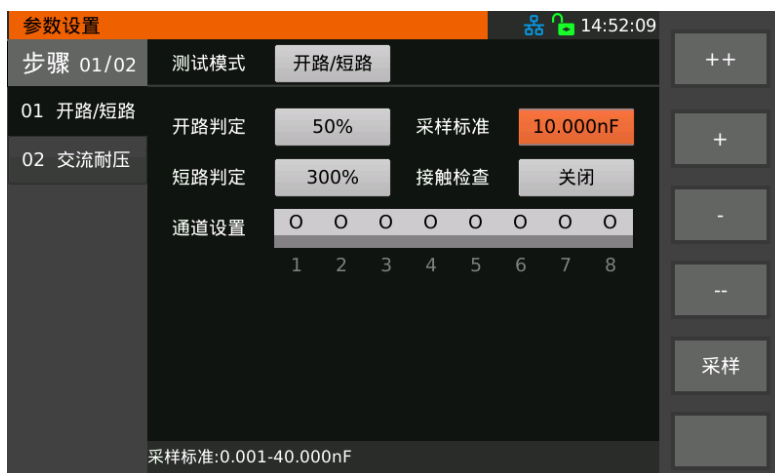 参数设置
14:52:09
步骤 01/02
测试模式 开路/短路
++
01 开路/短路
开路判定 50% 采样标准 10.000nF
+
02 交流耐压
短路判定 300% 接触检查 关闭
通道设置 O O O O O O O O
-
1 2 3 4 5 6 7 8
--
采样
采样标准:0.001-40.000nF